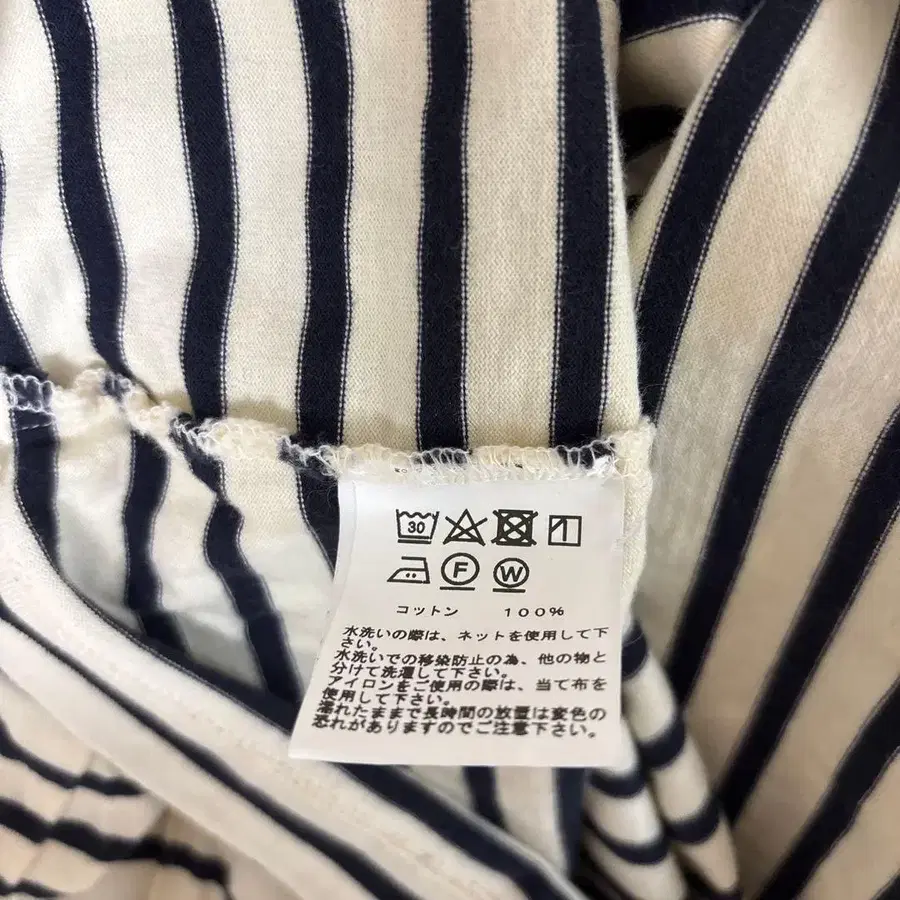 30
F W
コットン 100%
水洗いの際は、ネットを使用して下
さい。
水洗いでの移染防止の為、他の物と
分けて洗濯して下さい。
アイロンをご使用の際は、当て布を
使用して下さい。
濡れたままで長時間の放置は変色の
恐れがありますのでご注意下さい。